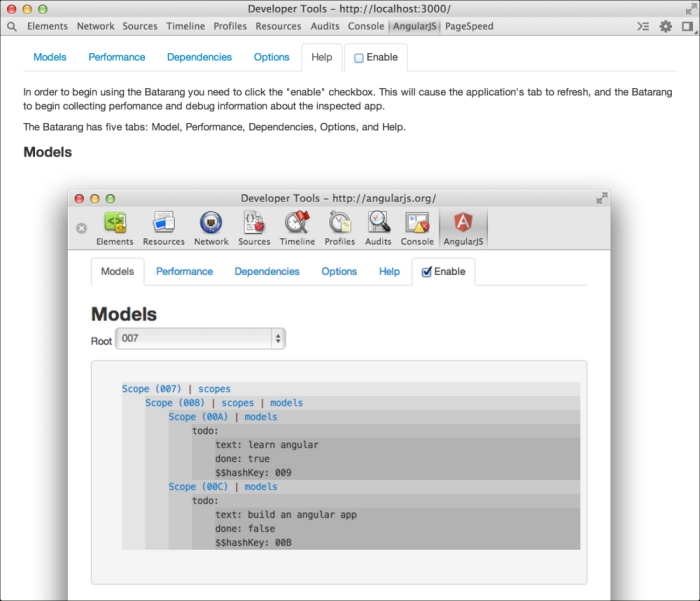 Developer Tools - http://localhost:3000/
Elements Network Sources Timeline Profiles Resources Audits Console AngularJS PageSpeed
Models Performance Dependencies Options Help Enable
In order to begin using the Batarang you need to click the "enable" checkbox. This will cause the application's tab to refresh, and the Batarang
to begin collecting perfomance and debug information about the inspected app.
The Batarang has five tabs: Model, Performance, Dependencies, Options, and Help.
Models
Developer Tools - http://angularjs.org/
Elements Resources Network Sources Timeline Profiles Audits Console AngularJS
Models Performance Dependencies Options Help Enable
Models
Root 007
Scope (007) | scopes
Scope (008) | scopes | models
Scope (00A) | models
todo:
text: learn angular
done: true
$$hashKey: 009
Scope (00C) | models
todo:
text: build an angular app
done: false
$$hashKey: 00B